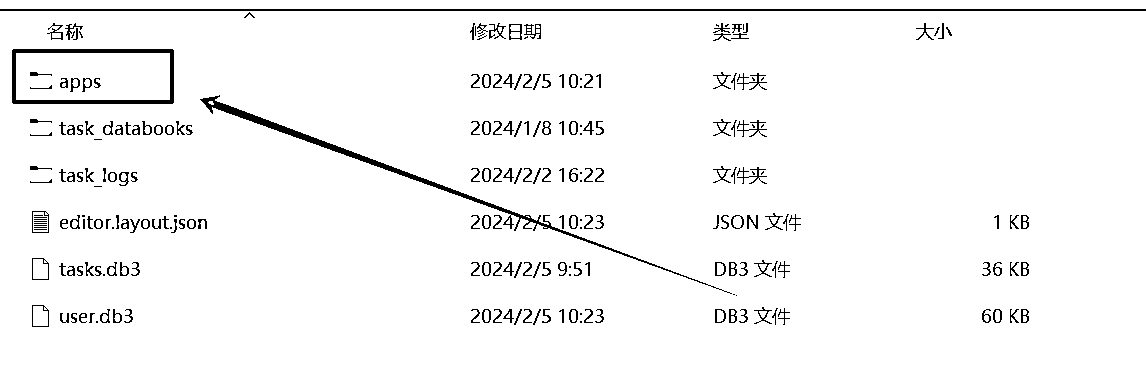 名称 修改日期 类型 大小
apps 2024/2/5 10:21 文件夹
task_databooks 2024/1/8 10:45 文件夹
task_logs 2024/2/2 16:22 文件夹
editor.layout.json 2024/2/5 10:23 JSON 文件 1 KB
tasks.db3 2024/2/5 9:51 DB3 文件 36 KB
user.db3 2024/2/5 10:23 DB3 文件 60 KB